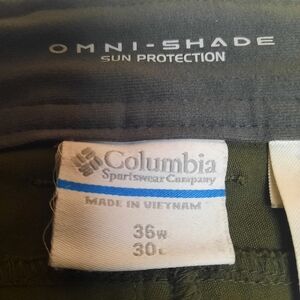 OMNI-SHADE
SUN PROTECTION
Columbia
Sportswear Company
MADE IN VIETNAM
36W
30L